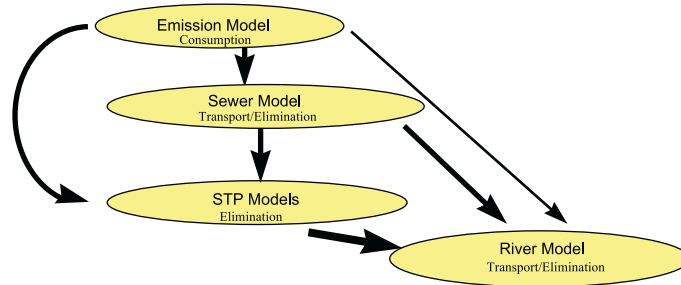 Emission Model
Consumption
Sewer Model
Transport/Elimination
STP Models
Elimination
River Model
Transport/Elimination